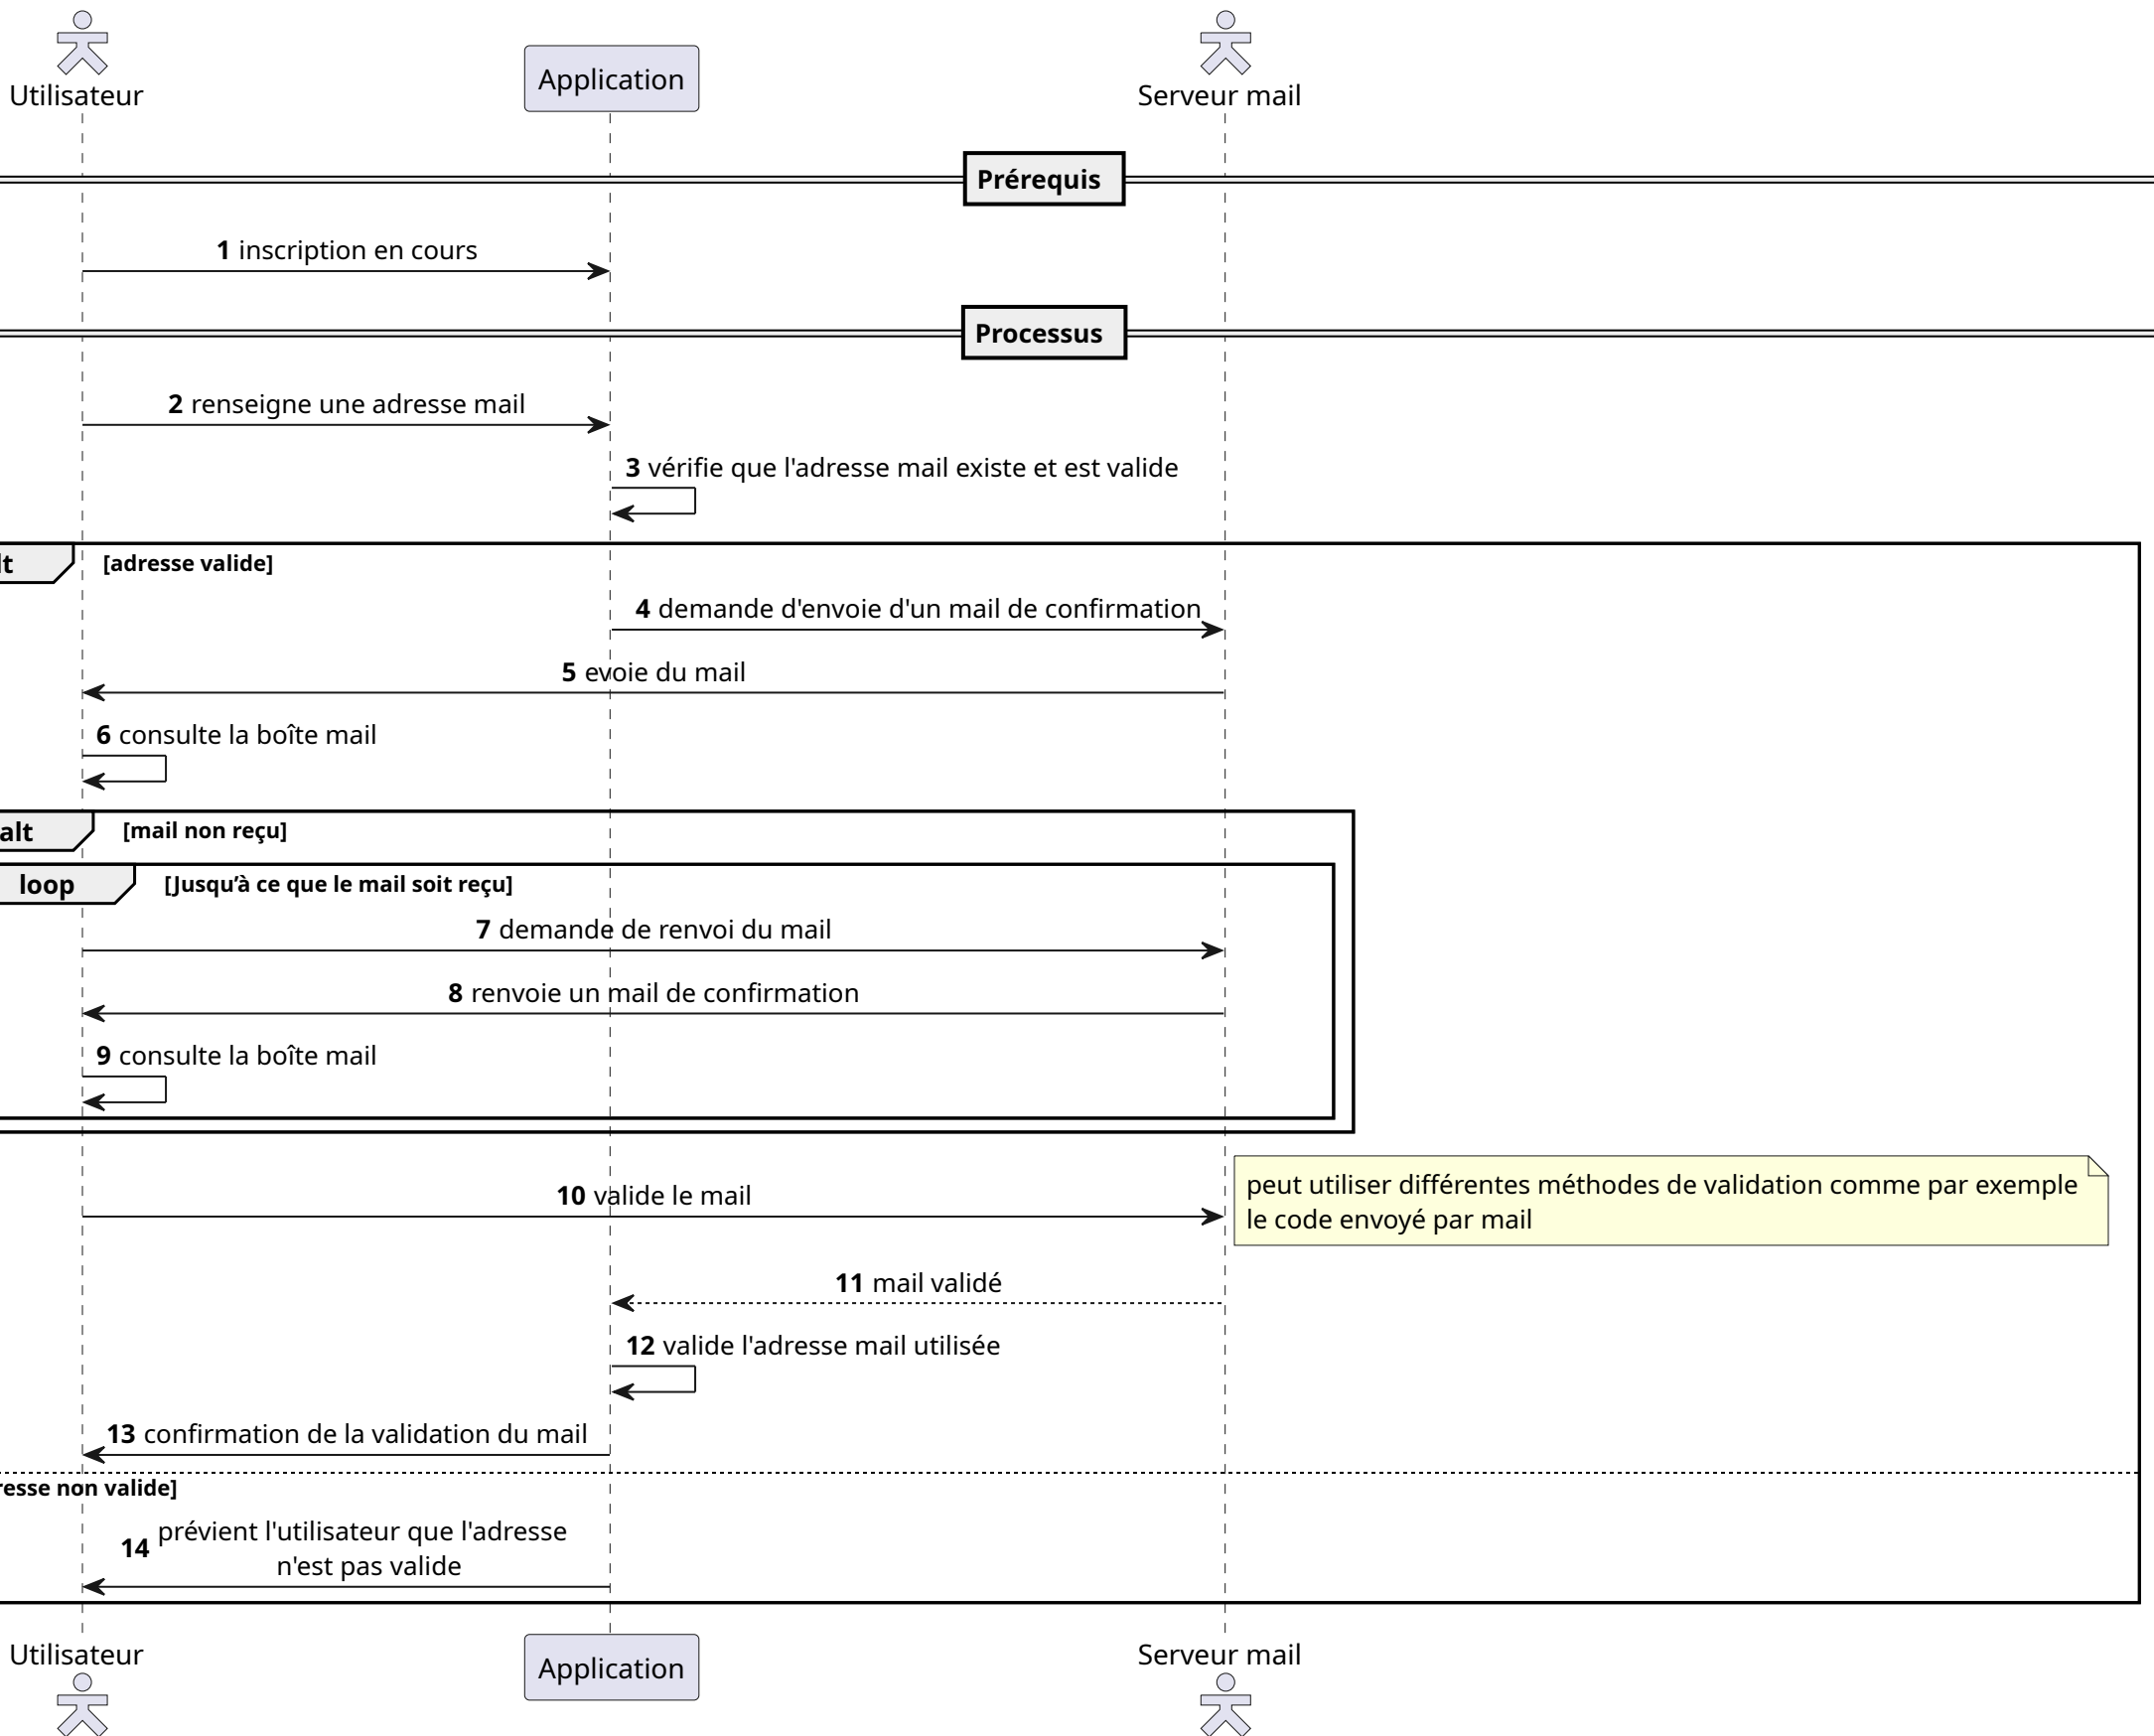 Utilisateur
Application
Serveur mail
Prérequis
1 inscription en cours
Processus
2 renseigne une adresse mail
3 vérifie que l'adresse mail existe et est valide
[adresse valide]
4 demande d'envoie d'un mail de confirmation
5 evoie du mail
6 consulte la boîte mail
alt [mail non reçu]
loop [Jusqu’à ce que le mail soit reçu]
7 demande de renvoi du mail
8 renvoie un mail de confirmation
9 consulte la boîte mail
peut utiliser différentes méthodes de validation comme par exemple
le code envoyé par mail
10 valide le mail
11 mail validé
12 valide l'adresse mail utilisée
13 confirmation de la validation du mail
non valide]
14 prévient l'utilisateur que l'adresse
n'est pas valide
Utilisateur
Application
Serveur mail